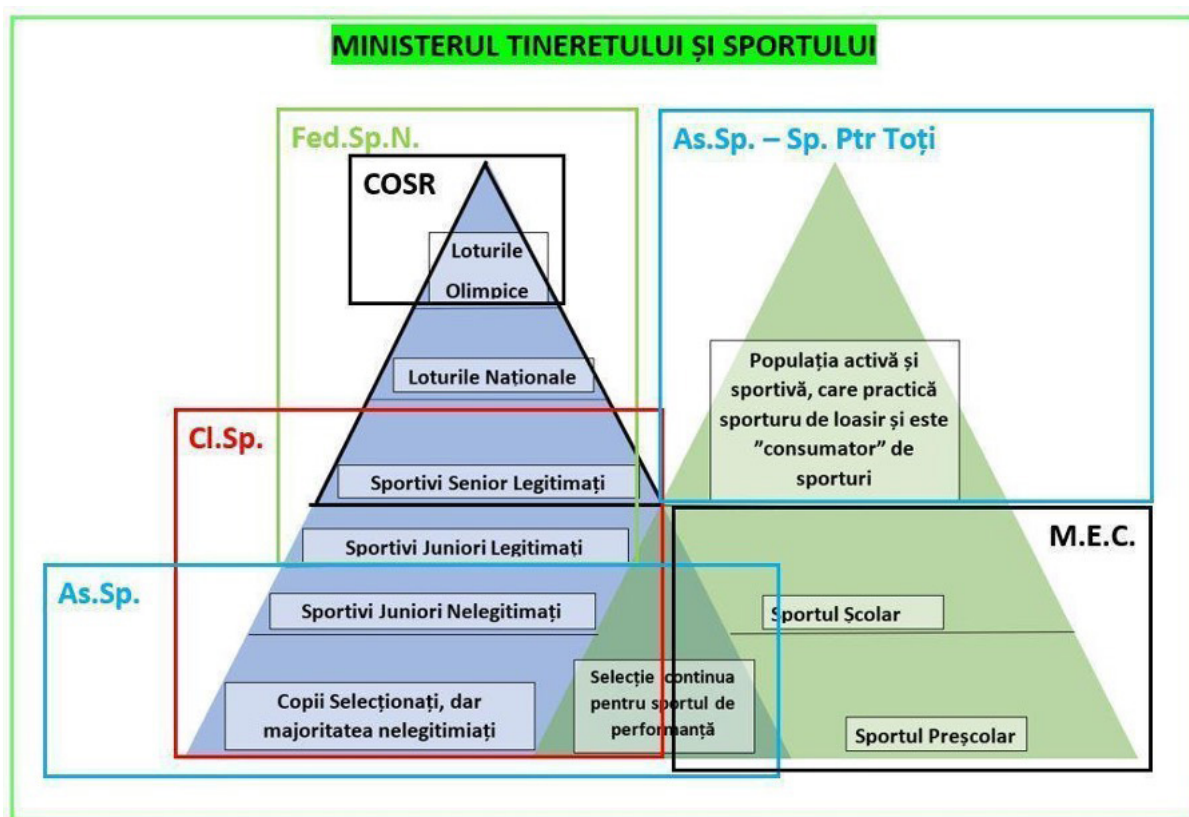 MINISTERUL TINERETULUI ȘI SPORTULUI
Fed.Sp.N.
As.Sp. – Sp. Ptr Toți
COSR
Loturile
Olimpice
Loturile Naționale
Populația activă și
sportivă, care practică
sporturu de loasir și este
”consumator” de
sporturi
Cl.Sp.
Sportivi Senior Legitimați
Sportivi Juniori Legitimați
M.E.C.
As.Sp.
Sportivi Juniori Nelegitimați
Sportul Școlar
Copii Selecționați, dar
majoritatea nelegitimiați
Selecție continua
pentru sportul de
performanță
Sportul Preșcolar